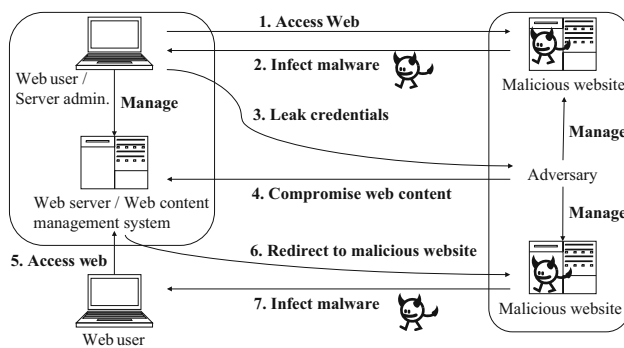 1. Access Web
2. Infect malware
Web user /
Server admin.
Manage
Malicious website
3. Leak credentials
Manage
Adversary
4. Compromise web content
Web server / Web content
management system
Manage
5. Access web
6. Redirect to malicious website
7. Infect malware
Malicious website
Web user